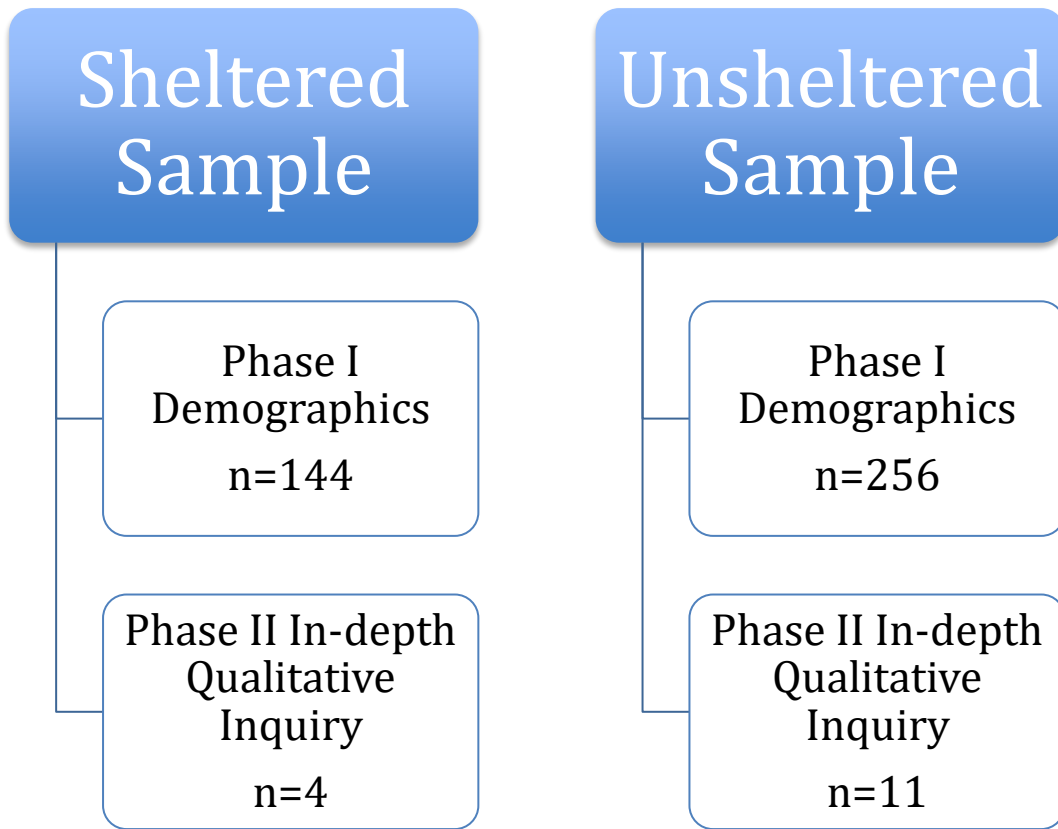 Sheltered
Sample
Phase I
Demographics
n=144
Phase II In-depth
Qualitative
Inquiry
n=4
Unsheltered
Sample
Phase I
Demographics
n=256
Phase II In-depth
Qualitative
Inquiry
n=11